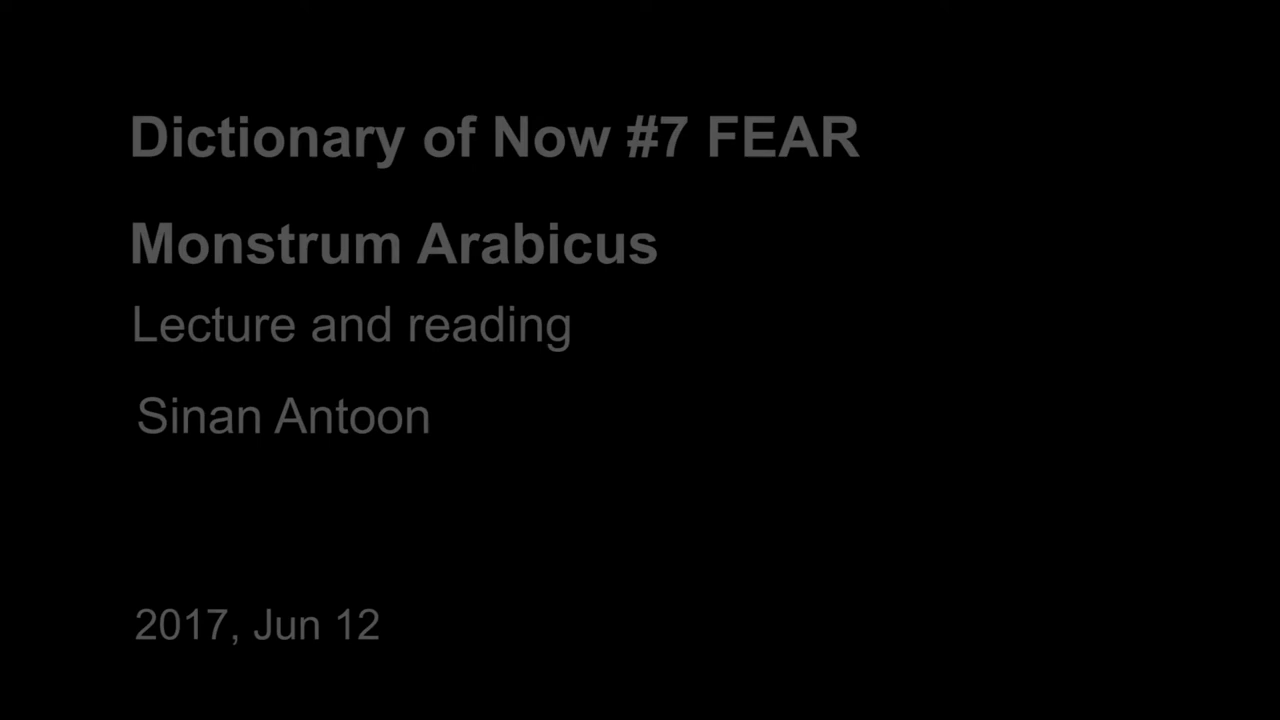 Dictionary of Now #7 FEAR
Monstrum Arabicus
Lecture and reading
Sinan Antoon
2017, Jun 12